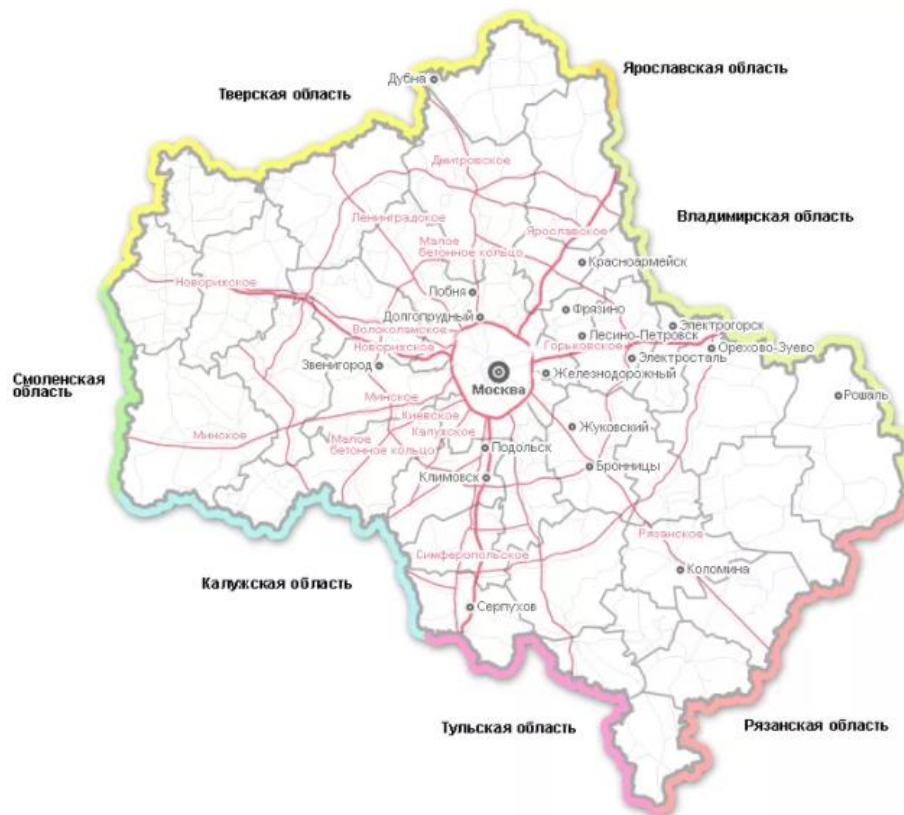 Ярославская область
Дубна
Тверская область
Дмитровское
Владимирская область
Ленинградское
Ярославское
Малое
бетонное кольцо
Красноармейск
Новорижское
Лобня
Фрязино
Долгопрудный
Электрогорск
Волоколамское
Лесино-Петровск
Орехово-Зуево
Новорижское
Горьковское
Звенигород
Электросталь
Железнодорожный
Смоленская
область
Москва
Рошаль
Минское
Киевское
Калужское
Жуковский
Минское
Малое
бетонное кольцо
Подольск
Бронницы
Климовск
Рязанское
Симферопольское
Коломина
Калужская область
Серпухов
Тульская область
Рязанская область